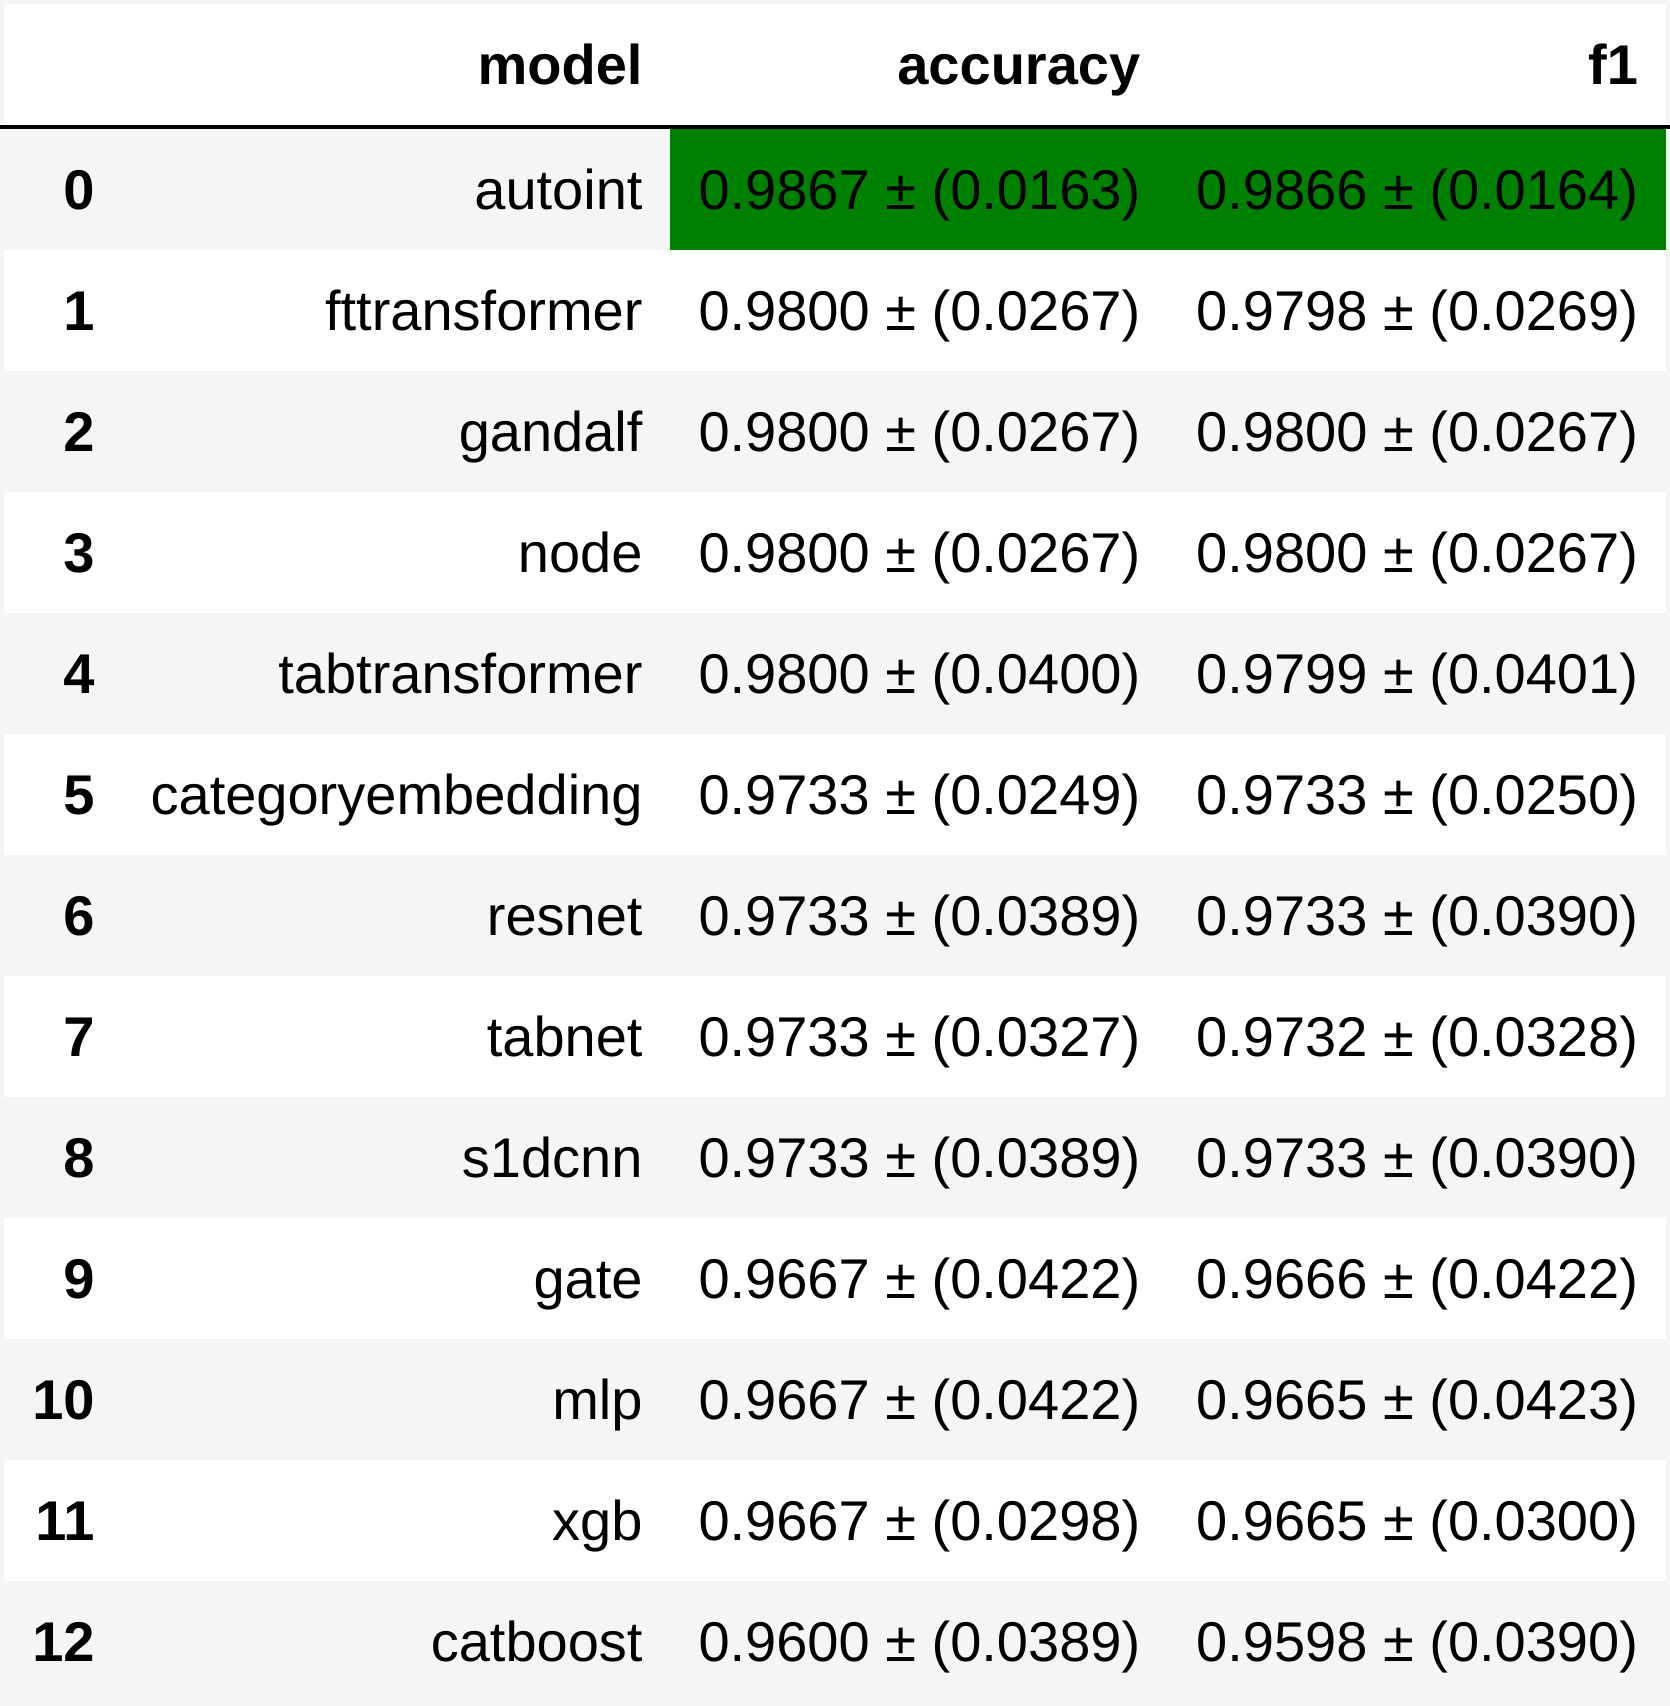 model accuracy f1
0 autoint 0.9867 ± (0.0163) 0.9866 ± (0.0164)
1 fttransformer 0.9800 ± (0.0267) 0.9798 ± (0.0269)
2 gandalf 0.9800 ± (0.0267) 0.9800 ± (0.0267)
3 node 0.9800 ± (0.0267) 0.9800 ± (0.0267)
4 tabtransformer 0.9800 ± (0.0400) 0.9799 ± (0.0401)
5 categoryembedding 0.9733 ± (0.0249) 0.9733 ± (0.0250)
6 resnet 0.9733 ± (0.0389) 0.9733 ± (0.0390)
7 tabnet 0.9733 ± (0.0327) 0.9732 ± (0.0328)
8 s1dcnn 0.9733 ± (0.0389) 0.9733 ± (0.0390)
9 gate 0.9667 ± (0.0422) 0.9666 ± (0.0422)
10 mlp 0.9667 ± (0.0422) 0.9665 ± (0.0423)
11 xgb 0.9667 ± (0.0298) 0.9665 ± (0.0300)
12 catboost 0.9600 ± (0.0389) 0.9598 ± (0.0390)